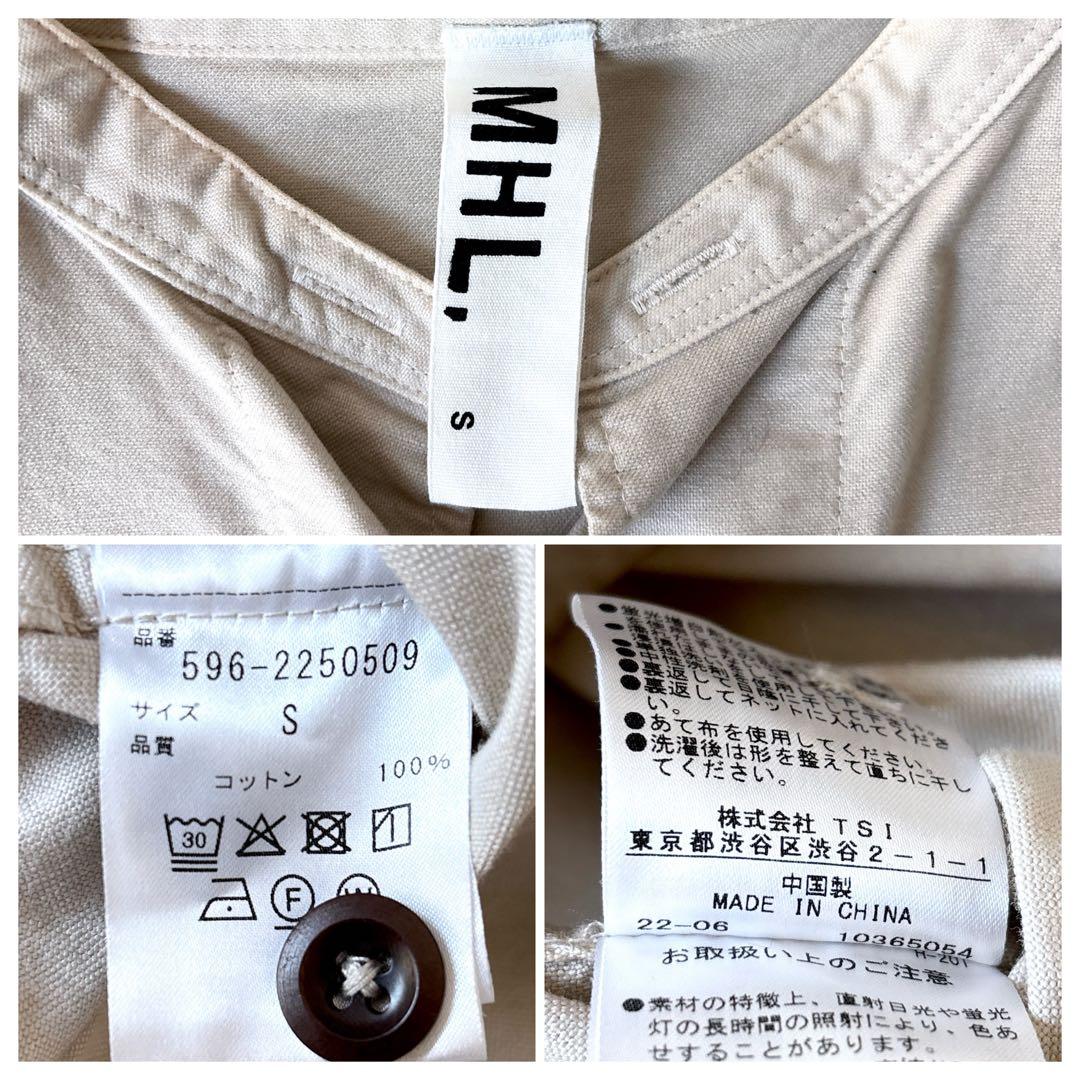 MHL.
S
品番
596-2250509
サイズ
S
品質
コットン 100%
30
F
W
い。
●裏返してネットに入れてくださ
●あて布を使用してください。
●洗濯後は形を整えて直ちに干し
てください。
株式会社 TSI
東京都渋谷区渋谷2-1-1
中国製
MADE IN CHINA
22-06 10365054
H-201
お取扱い上のご注意
●素材の特徴上、直射日光や蛍光
灯の長時間の照射により、色あ
せすることがあります。